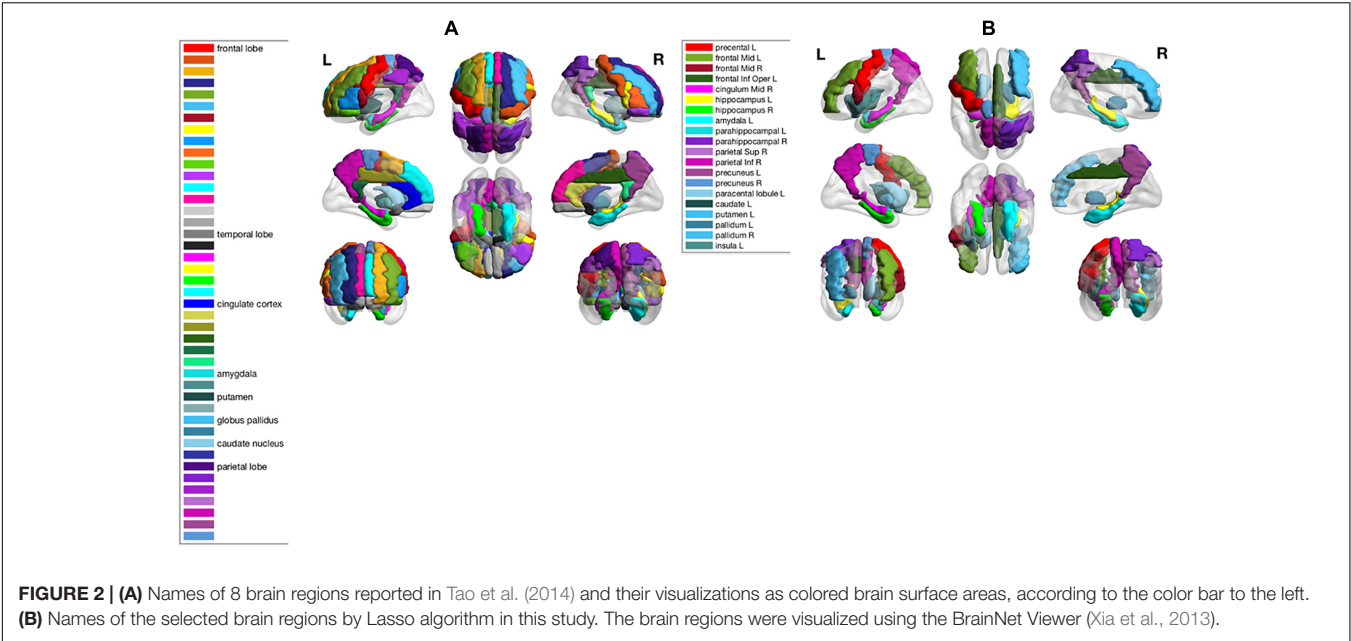 A
B
frontal lobe
temporal lobe
cingulate cortex
amygdala
putamen
globus pallidus
caudate nucleus
parietal lobe
L
R
precental L
frontal Mid L
frontal Mid R
frontal Inf Oper L
cingulum Mid R
hippocampus L
hippocampus R
amydala L
parahippocampal L
parahippocampal R
parietal Sup R
parietal Inf R
precuneus L
precuneus R
paracental lobule L
caudate L
putamen L
pallidum L
pallidum R
insula L
L
R
FIGURE 2 | (A) Names of 8 brain regions reported in Tao et al. (2014) and their visualizations as colored brain surface areas, according to the color bar to the left.
(B) Names of the selected brain regions by Lasso algorithm in this study. The brain regions were visualized using the BrainNet Viewer (Xia et al., 2013).